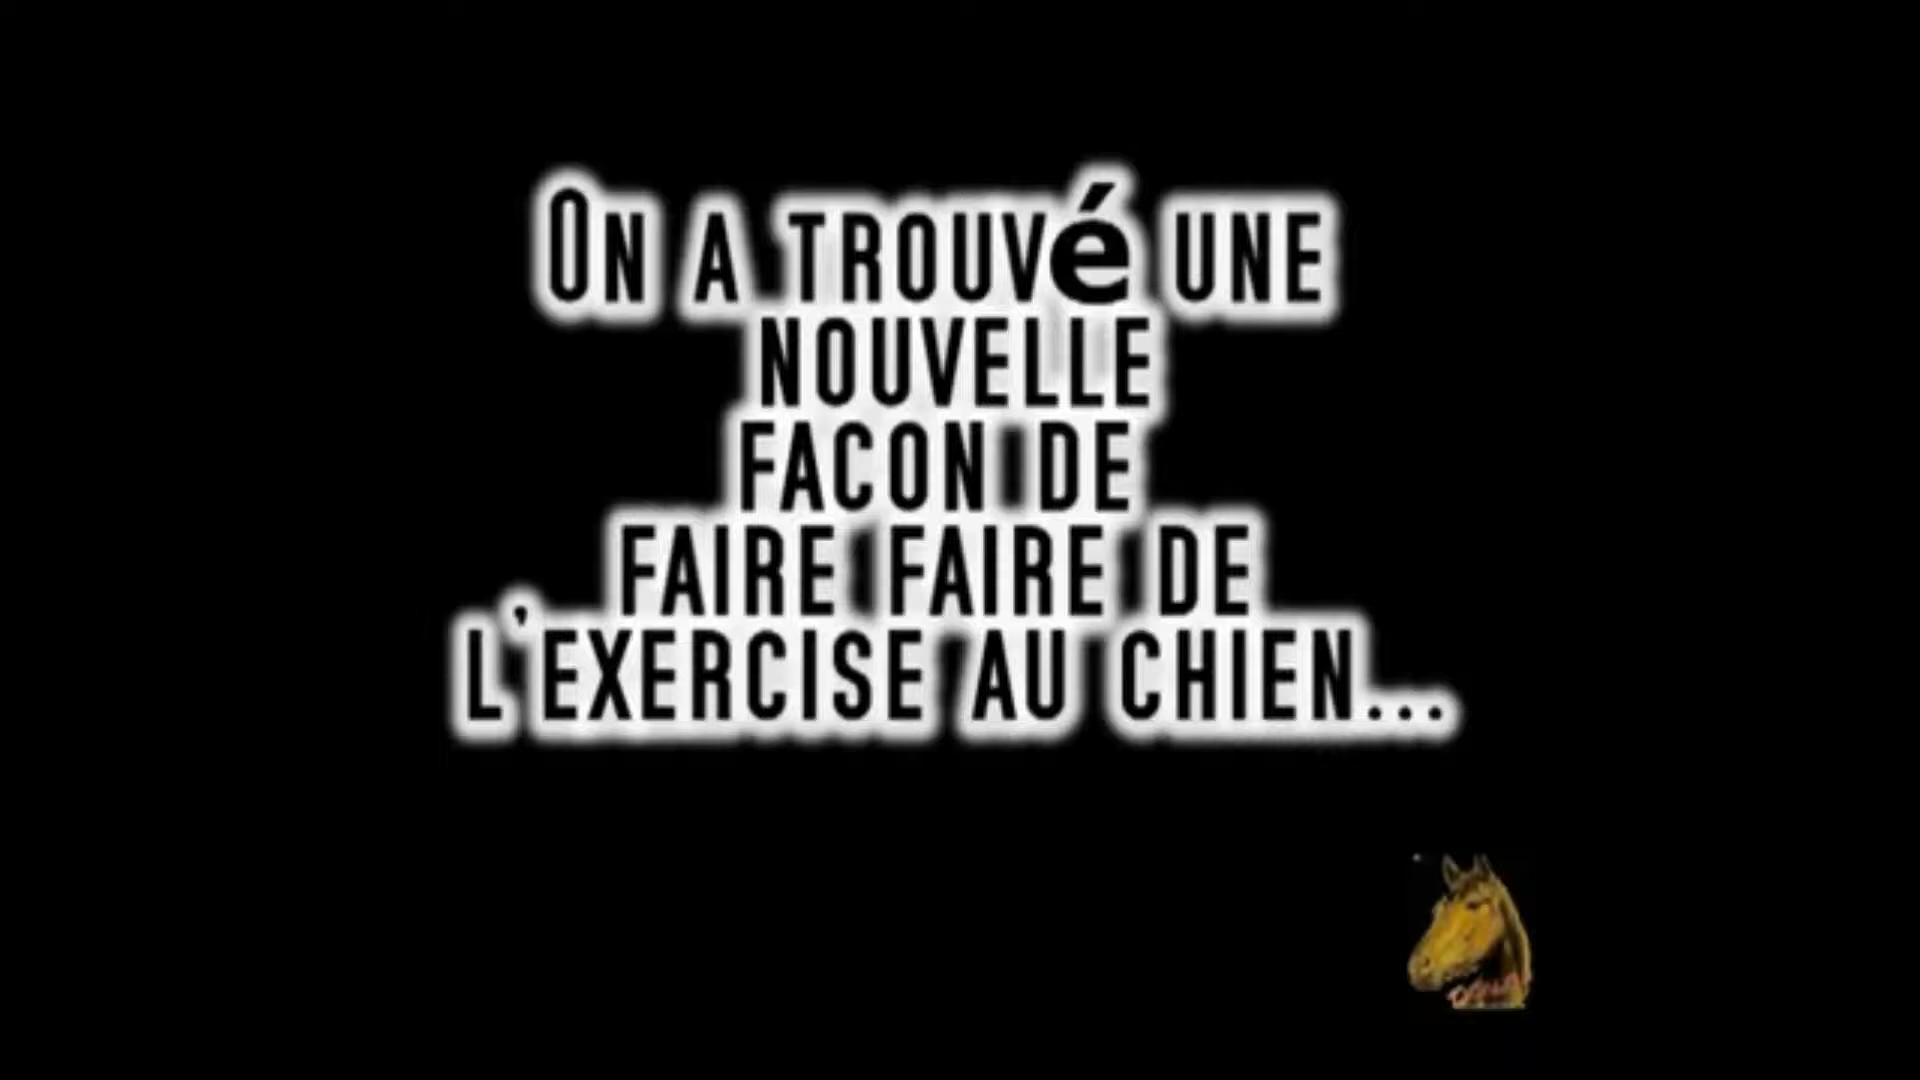 On a trouvé une
nouvelle
facon de
faire faire de
l'exercise au chien...